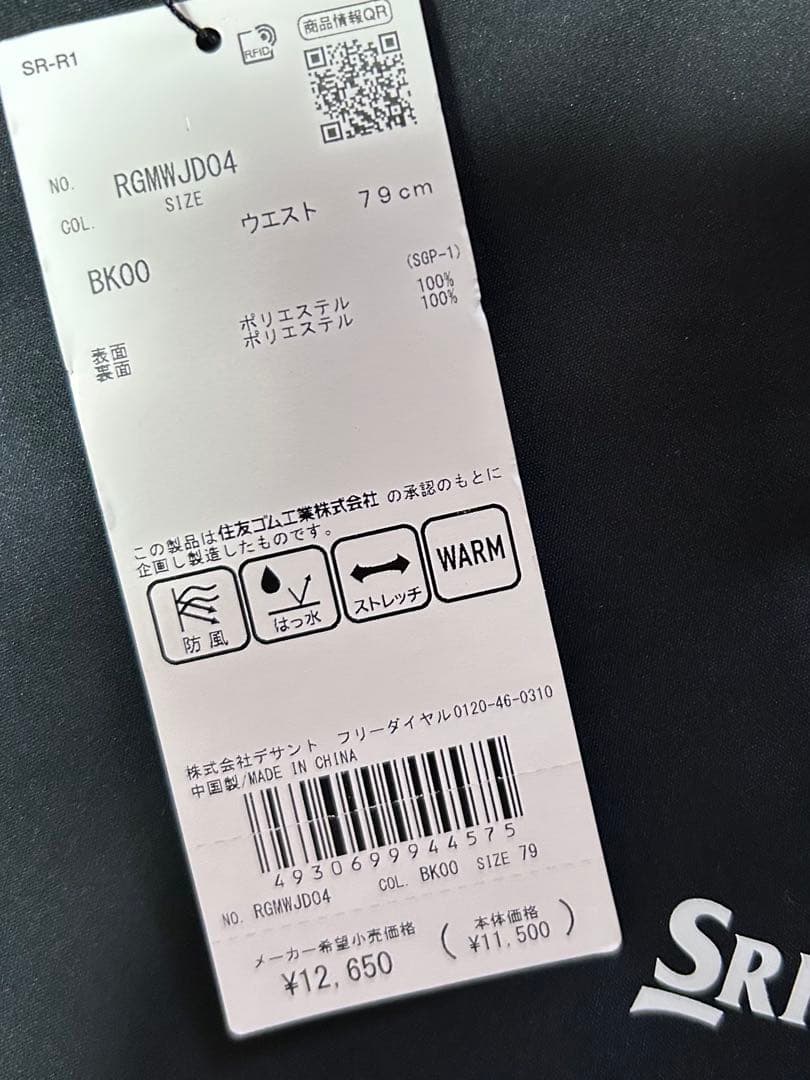 SR-R1
RFID
商品情報QR
NO. RGMWJD04
COL. SIZE
ウエスト 79cm
BK00
(SGP-1)
表面 ポリエステル 100%
裏面 ポリエステル 100%
この製品は住友ゴム工業株式会社 の承認のもとに
企画し製造したものです。
防風
はっ水
ストレッチ
WARM
株式会社デサント フリーダイヤル0120-46-0310
中国製/MADE IN CHINA
4930699944575
NO. RGMWJD04 COL. BK00 SIZE 79
メーカー希望小売価格 (本体価格
¥12,650 ¥11,500)
SRI